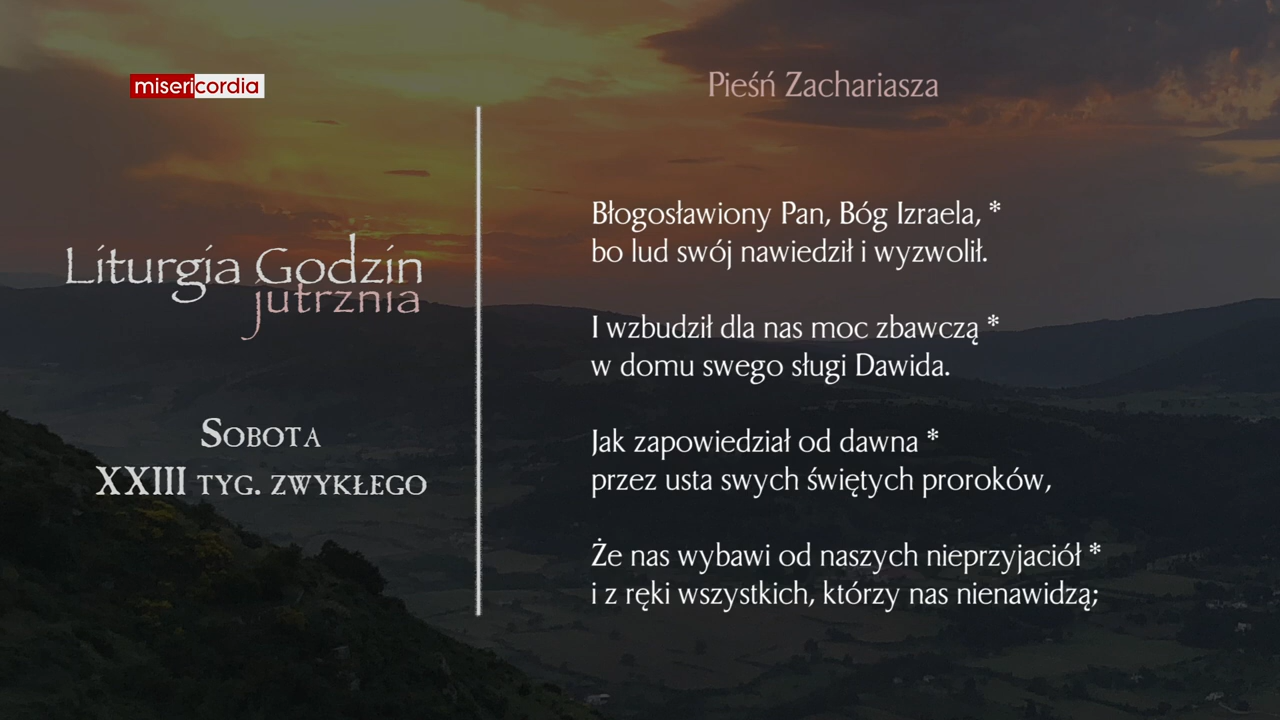 misericordia
Liturgia Godzin
jutrznia
Sobota
XXIII tyg. zwykłego
Pieśń Zachariasza
Błogosławiony Pan, Bóg Izraela, *
bo lud swój nawiedził i wyzwolił.
I wzbudził dla nas moc zbawczą *
w domu swego sługi Dawida.
Jak zapowiedział od dawna *
przez usta swych świętych proroków,
Że nas wybawi od naszych nieprzyjaciół *
i z ręki wszystkich, którzy nas nienawidzą;